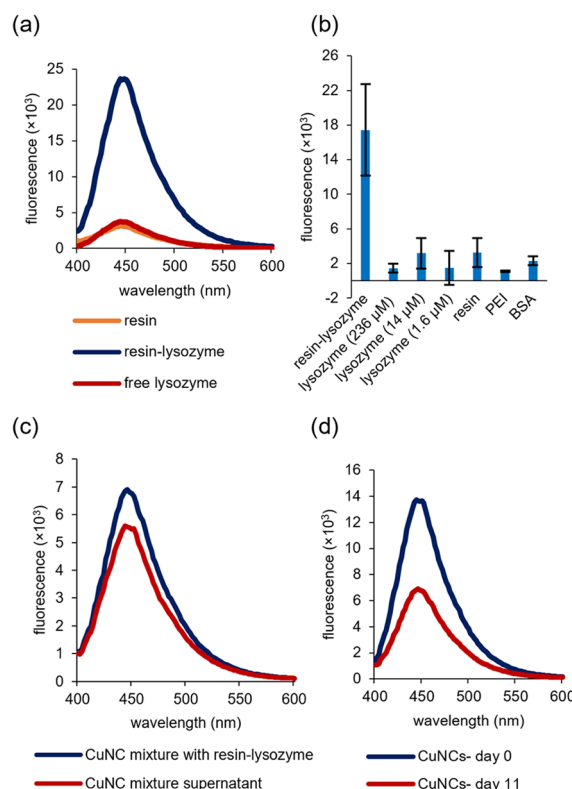 (a)
fluorescence (×10³)
25
20
15
10
5
0
400 450 500 550 600
wavelength (nm)
resin
resin-lysozyme
free lysozyme
(b)
fluorescence (×10³)
26
22
18
14
10
6
2
-2
resin-lysozyme
lysozyme (236 µM)
lysozyme (14 µM)
lysozyme (1.6 µM)
resin
PEI
BSA
(c)
fluorescence (×10³)
8
7
6
5
4
3
2
1
0
400 450 500 550 600
wavelength (nm)
CuNC mixture with resin-lysozyme
CuNC mixture supernatant
(d)
fluorescence (×10³)
16
14
12
10
8
6
4
2
0
400 450 500 550 600
wavelength (nm)
CuNCs- day 0
CuNCs- day 11